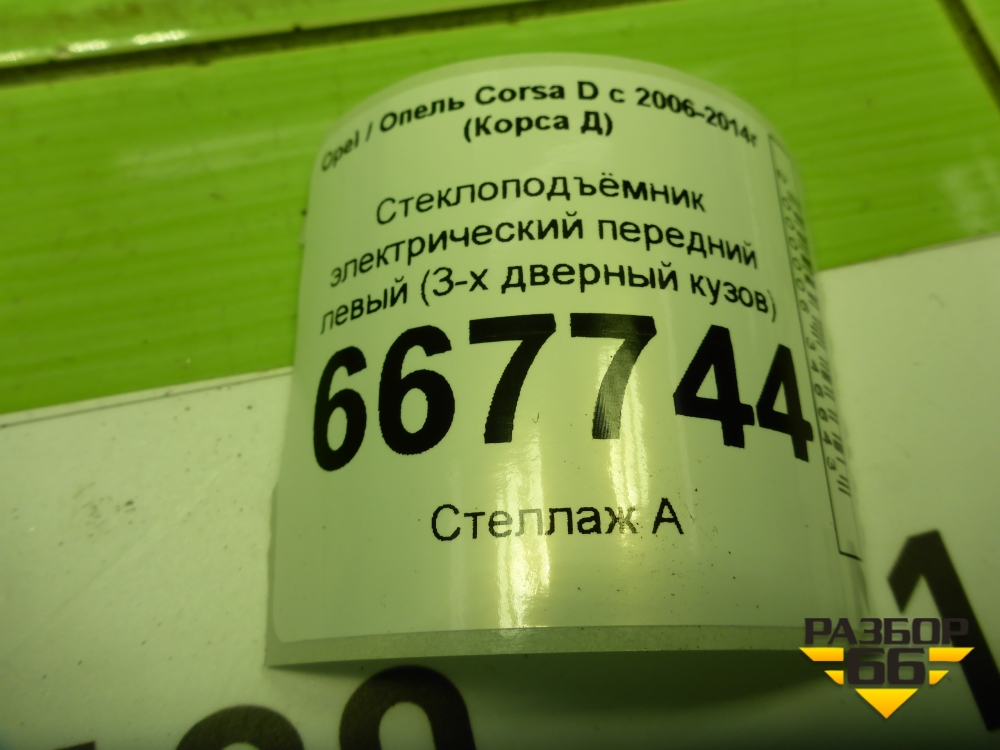 Opel / Опель Corsa D с 2006-2014г
(Корса Д)
Стеклоподъёмник
электрический передний
левый (3-х дверный кузов)
667744
Стеллаж А
РАЗБОР
66